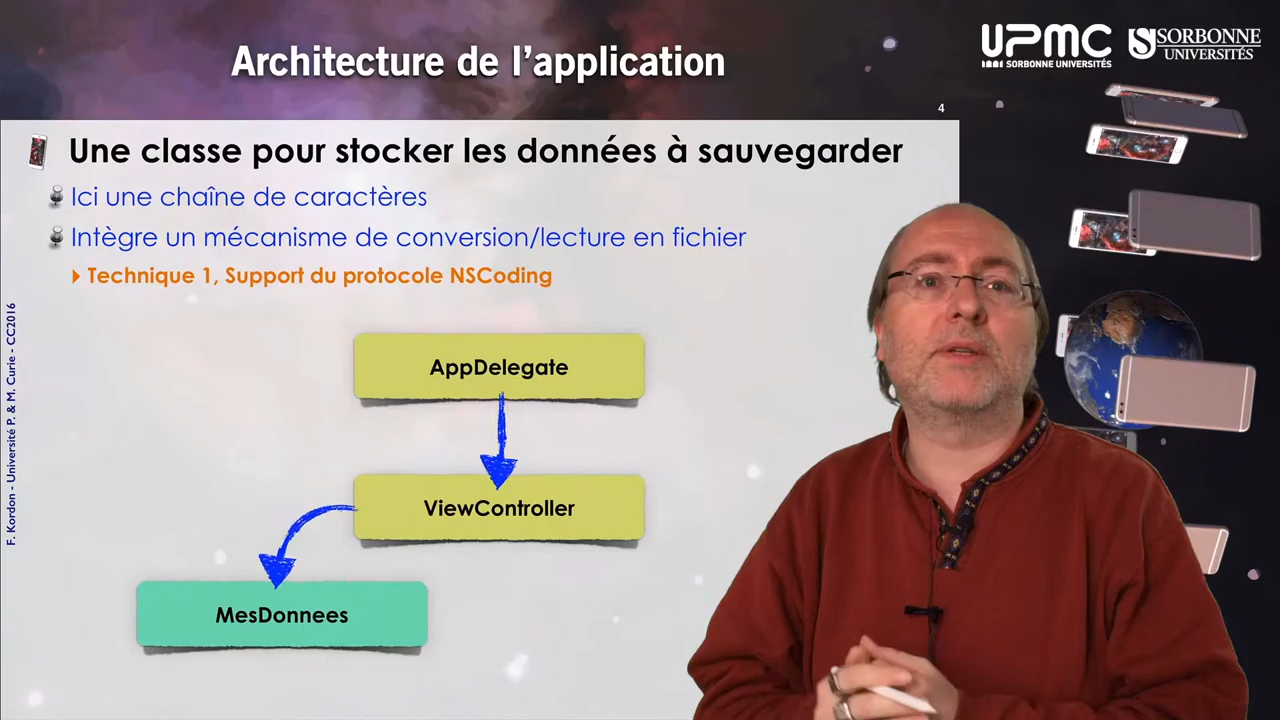 Architecture de l'application
UPMC
SORBONNE UNIVERSITÉS
SORBONNE
UNIVERSITÉS
4
Une classe pour stocker les données à sauvegarder
Ici une chaîne de caractères
Intègre un mécanisme de conversion/lecture en fichier
Technique 1, Support du protocole NSCoding
AppDelegate
ViewController
MesDonnees
F. Kordon - Université P. & M. Curie - CC2016